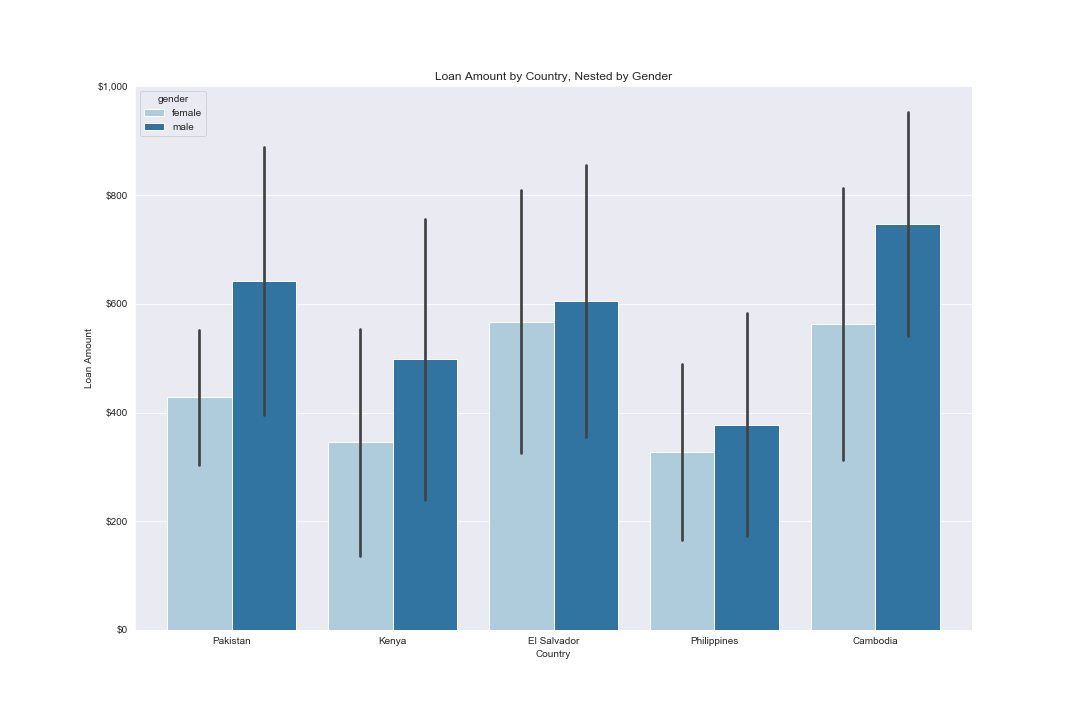 Loan Amount by Country, Nested by Gender
$1,000
$800
$600
$400
$200
$0
Loan Amount
gender
female
male
Pakistan Kenya El Salvador Philippines Cambodia
Country